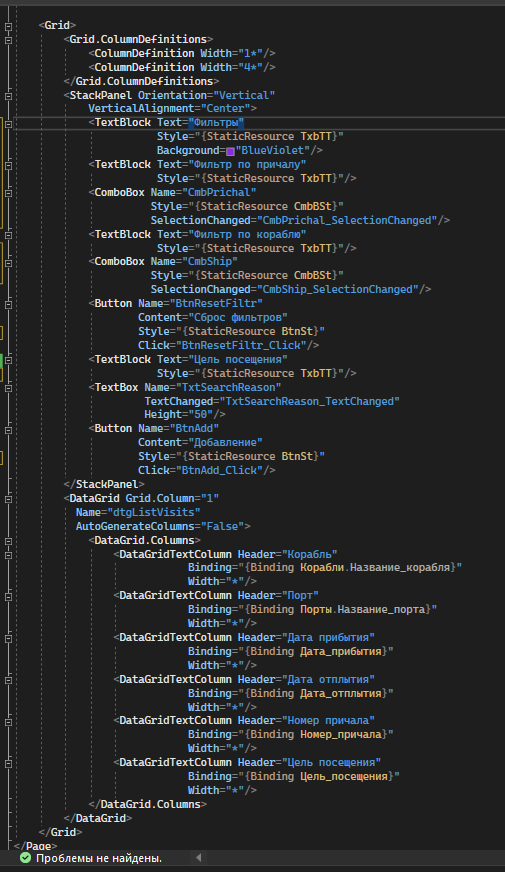 <Grid>
<Grid.ColumnDefinitions>
<ColumnDefinition Width="1*"/>
<ColumnDefinition Width="4*"/>
</Grid.ColumnDefinitions>
<StackPanel Orientation="Vertical"
VerticalAlignment="Center">
<TextBlock Text="Фильтры"
Style="{StaticResource TxbTT}"
Background="BlueViolet"/>
<TextBlock Text="Фильтр по причалу"
Style="{StaticResource TxbTT}"/>
<ComboBox Name="CmbPrichal"
Style="{StaticResource CmbBSt}"
SelectionChanged="CmbPrichal_SelectionChanged"/>
<TextBlock Text="Фильтр по кораблю"
Style="{StaticResource TxbTT}"/>
<ComboBox Name="CmbShip"
Style="{StaticResource CmbBSt}"
SelectionChanged="CmbShip_SelectionChanged"/>
<Button Name="BtnResetFiltr"
Content="Сброс фильтров"
Style="{StaticResource BtnSt}"
Click="BtnResetFiltr_Click"/>
<TextBlock Text="Цель посещения"
Style="{StaticResource TxbTT}"/>
<TextBox Name="TxtSearchReason"
TextChanged="TxtSearchReason_TextChanged"
Height="50"/>
<Button Name="BtnAdd"
Content="Добавление"
Style="{StaticResource BtnSt}"
Click="BtnAdd_Click"/>
</StackPanel>
<DataGrid Grid.Column="1"
Name="dtgListVisits"
AutoGenerateColumns="False">
<DataGrid.Columns>
<DataGridTextColumn Header="Корабль"
Binding="{Binding Корабли.Название_корабля}"
Width="*"/>
<DataGridTextColumn Header="Порт"
Binding="{Binding Порты.Название_порта}"
Width="*"/>
<DataGridTextColumn Header="Дата прибытия"
Binding="{Binding Дата_прибытия}"
Width="*"/>
<DataGridTextColumn Header="Дата отплытия"
Binding="{Binding Дата_отплытия}"
Width="*"/>
<DataGridTextColumn Header="Номер причала"
Binding="{Binding Номер_причала}"
Width="*"/>
<DataGridTextColumn Header="Цель посещения"
Binding="{Binding Цель_посещения}"
Width="*"/>
</DataGrid.Columns>
</DataGrid>
</Grid>
</Page>
Проблемы не найдены.